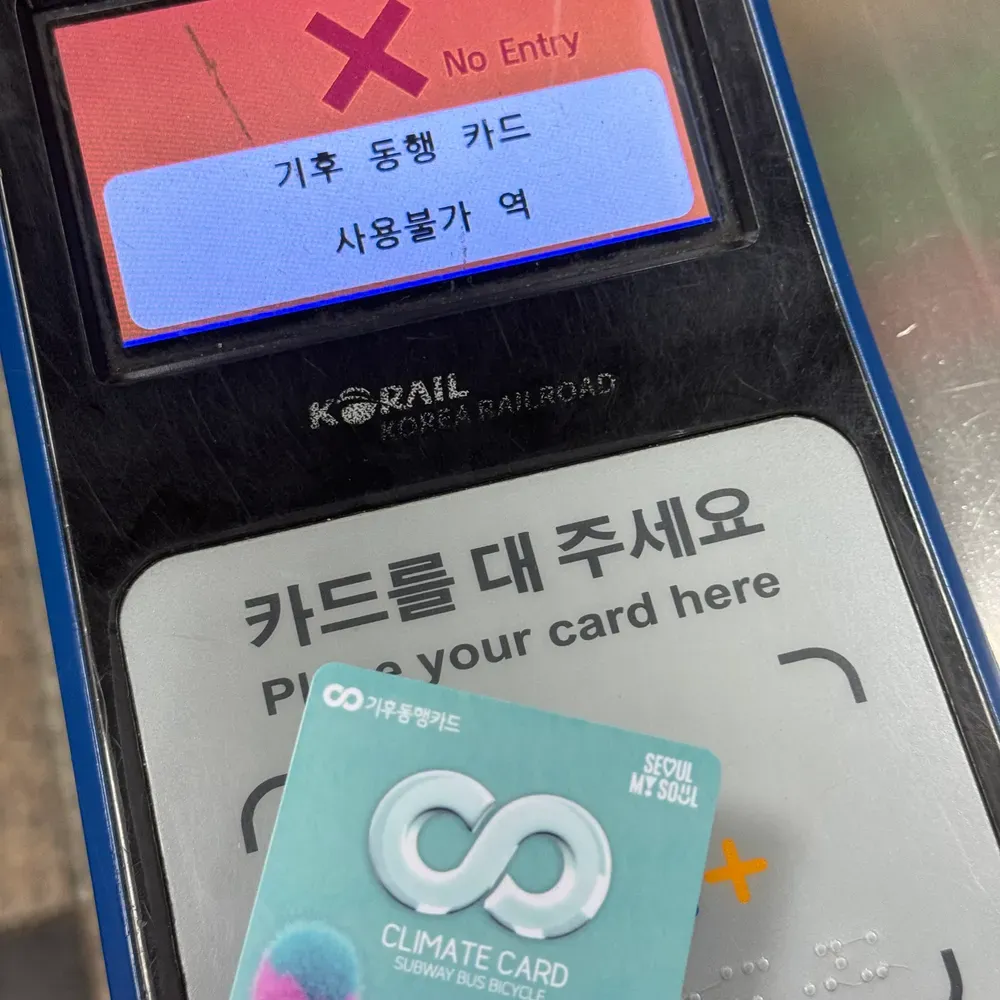 No Entry
기후 동행 카드
사용불가 역
KORAIL
KOREA RAILROAD
카드를 대 주세요
Place your card here
기후동행카드
SEOUL
MY SOUL
CLIMATE CARD
SUBWAY BUS BICYCLE